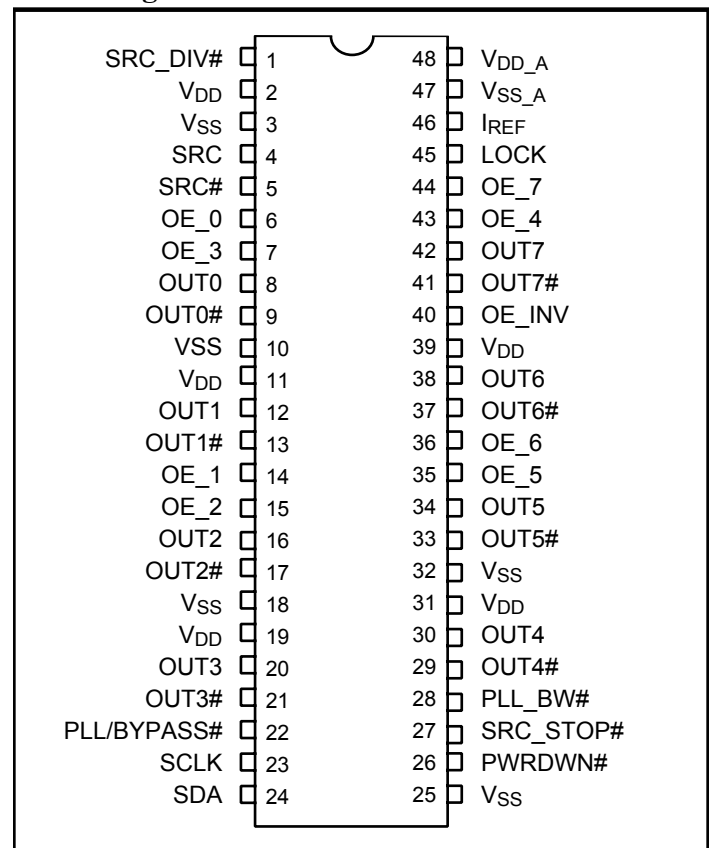 SRC_DIV# 1 48 VDD_A
VDD 2 47 VSS_A
VSS 3 46 IREF
SRC 4 45 LOCK
SRC# 5 44 OE_7
OE_0 6 43 OE_4
OE_3 7 42 OUT7
OUT0 8 41 OUT7#
OUT0# 9 40 OE_INV
VSS 10 39 VDD
VDD 11 38 OUT6
OUT1 12 37 OUT6#
OUT1# 13 36 OE_6
OE_1 14 35 OE_5
OE_2 15 34 OUT5
OUT2 16 33 OUT5#
OUT2# 17 32 VSS
VSS 18 31 VDD
VDD 19 30 OUT4
OUT3 20 29 OUT4#
OUT3# 21 28 PLL_BW#
PLL/BYPASS# 22 27 SRC_STOP#
SCLK 23 26 PWRDWN#
SDA 24 25 VSS